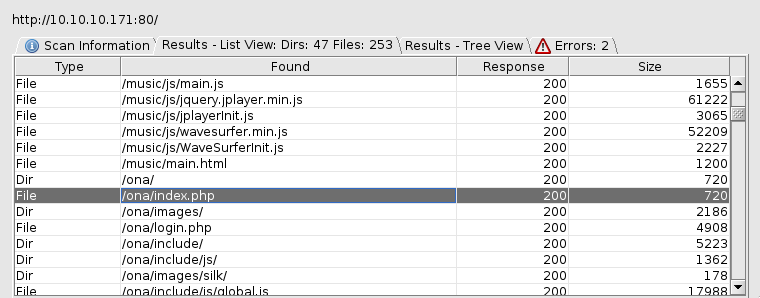 http://10.10.10.171:80/
Scan Information Results - List View: Dirs: 47 Files: 253 Results - Tree View Errors: 2
Type Found Response Size
File /music/js/main.js 200 1655
File /music/js/jquery.jplayer.min.js 200 61222
File /music/js/jplayerInit.js 200 3065
File /music/js/wavesurfer.min.js 200 52209
File /music/js/WaveSurferInit.js 200 2227
File /music/main.html 200 1200
Dir /ona/ 200 720
File /ona/index.php 200 720
Dir /ona/images/ 200 2186
File /ona/login.php 200 4908
Dir /ona/include/ 200 5223
Dir /ona/include/js/ 200 1362
Dir /ona/images/silk/ 200 178
File /ona/include/js/global.js 200 17988